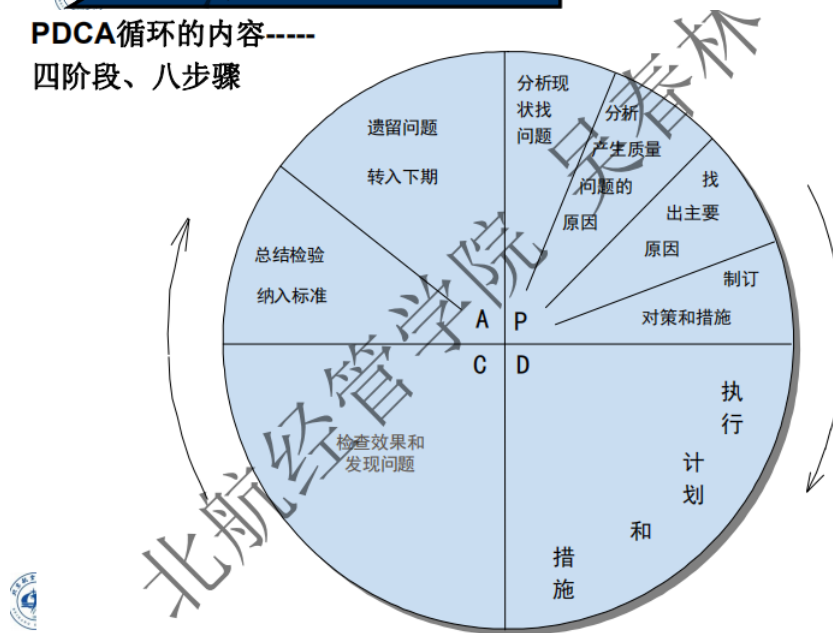 PDCA循环的内容-----
四阶段、八步骤
分析现
状找
问题
分析
产生质量
问题的
原因
找
出主要
原因
制订
对策和措施
遗留问题
转入下期
总结检验
纳入标准
A
P
C
D
执
行
计
划
和
措
施
检查效果和
发现问题
北航经管学院 吴春林